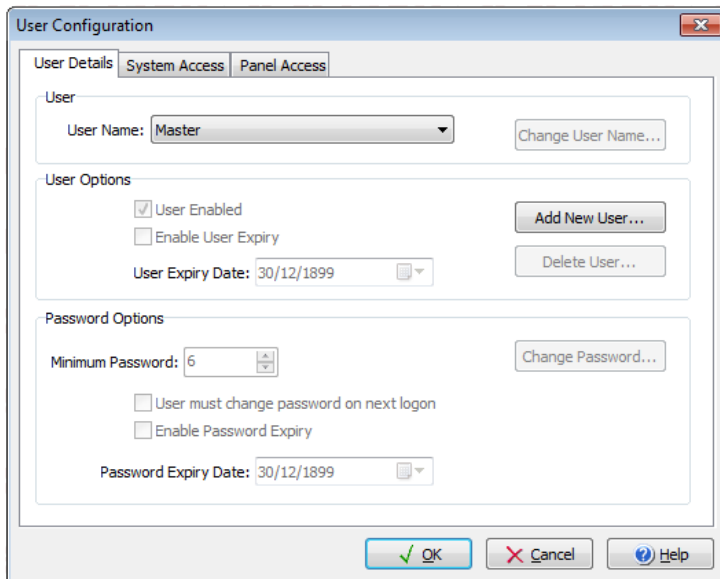 User Configuration
User Details System Access Panel Access
User
User Name: Master
Change User Name...
User Options
User Enabled
Add New User...
Enable User Expiry
User Expiry Date: 30/12/1899
Delete User...
Password Options
Minimum Password: 6
Change Password...
User must change password on next logon
Enable Password Expiry
Password Expiry Date: 30/12/1899
OK Cancel Help